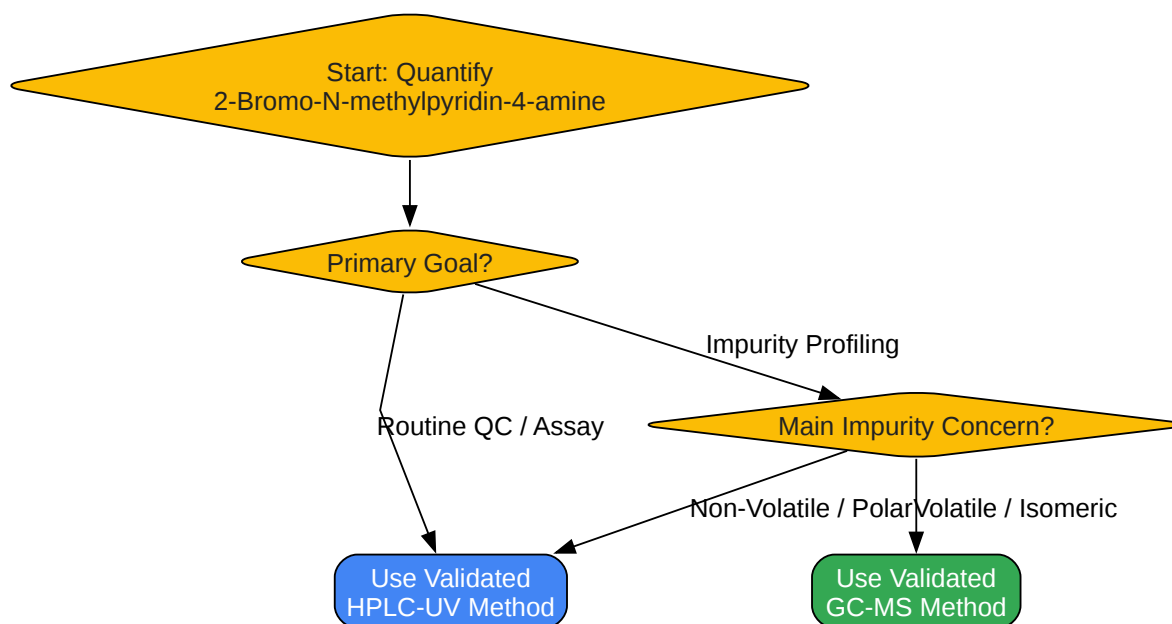 Start: Quantify
2-Bromo-N-methylpyridin-4-amine
Primary Goal?
Impurity Profiling
Routine QC / Assay
Main Impurity Concern?
Non-Volatile / Polar
Volatile / Isomeric
Use Validated
HPLC-UV Method
Use Validated
GC-MS Method